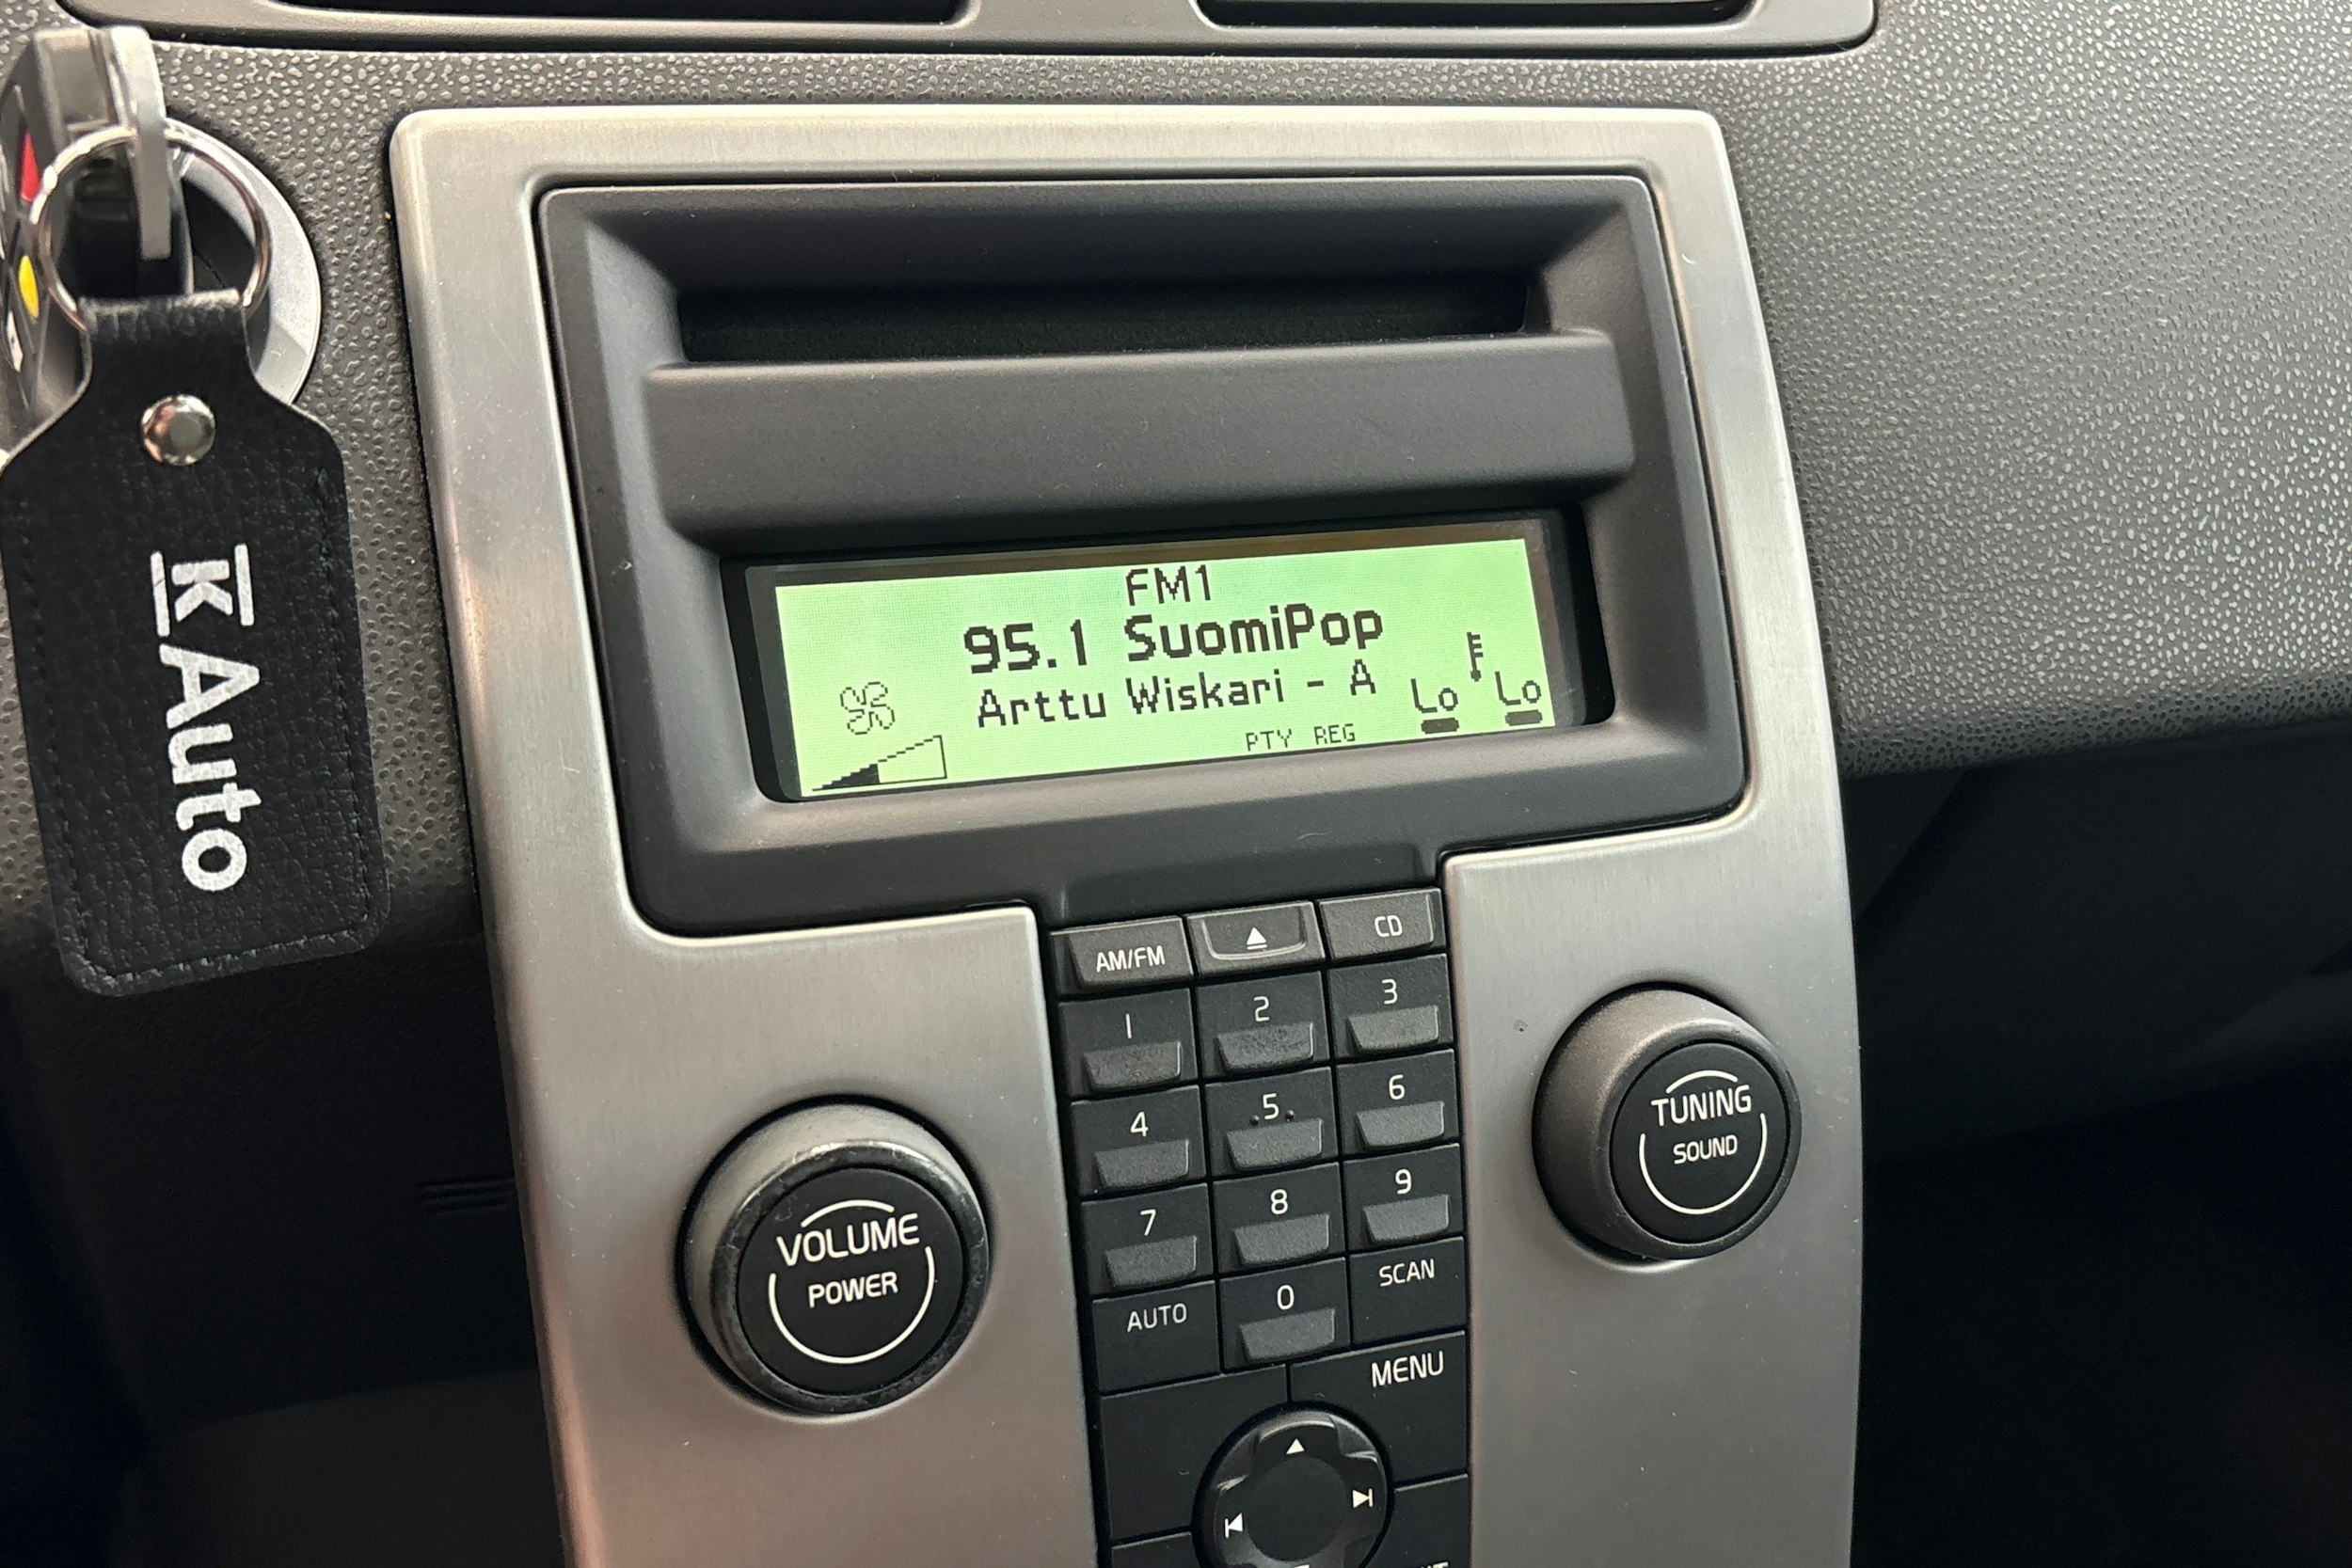 K Auto
FM1
95.1 SuomiPop
Arttu Wiskari - A
Lo Lo
PTY REG
AM/FM CD
1 2 3
4 5 6
7 8 9
AUTO 0 SCAN
MENU
VOLUME
POWER
TUNING
SOUND